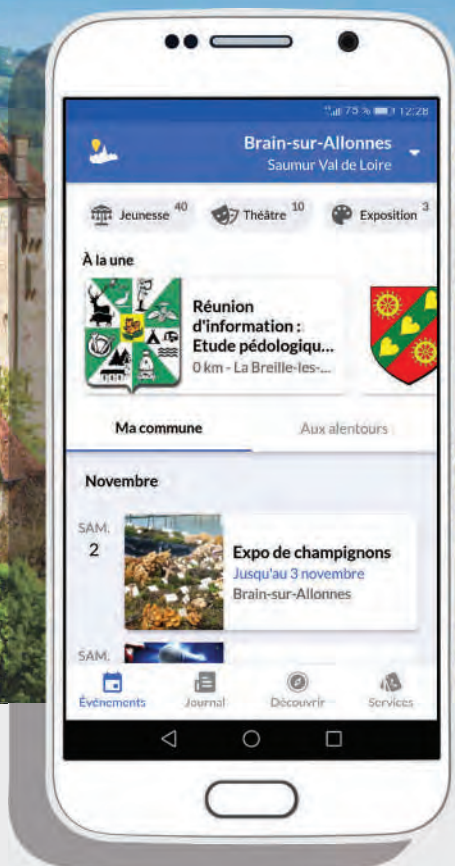 75 % 12:28
Brain-sur-Allonnes
Saumur Val de Loire
Jeunesse 40 Théâtre 10 Exposition 3
À la une
Réunion
d'information :
Etude pédologiqu...
0 km - La Breille-les-...
Ma commune Aux alentours
Novembre
SAM.
2
Expo de champignons
Jusqu'au 3 novembre
Brain-sur-Allonnes
SAM.
Événements Journal Découvrir Services